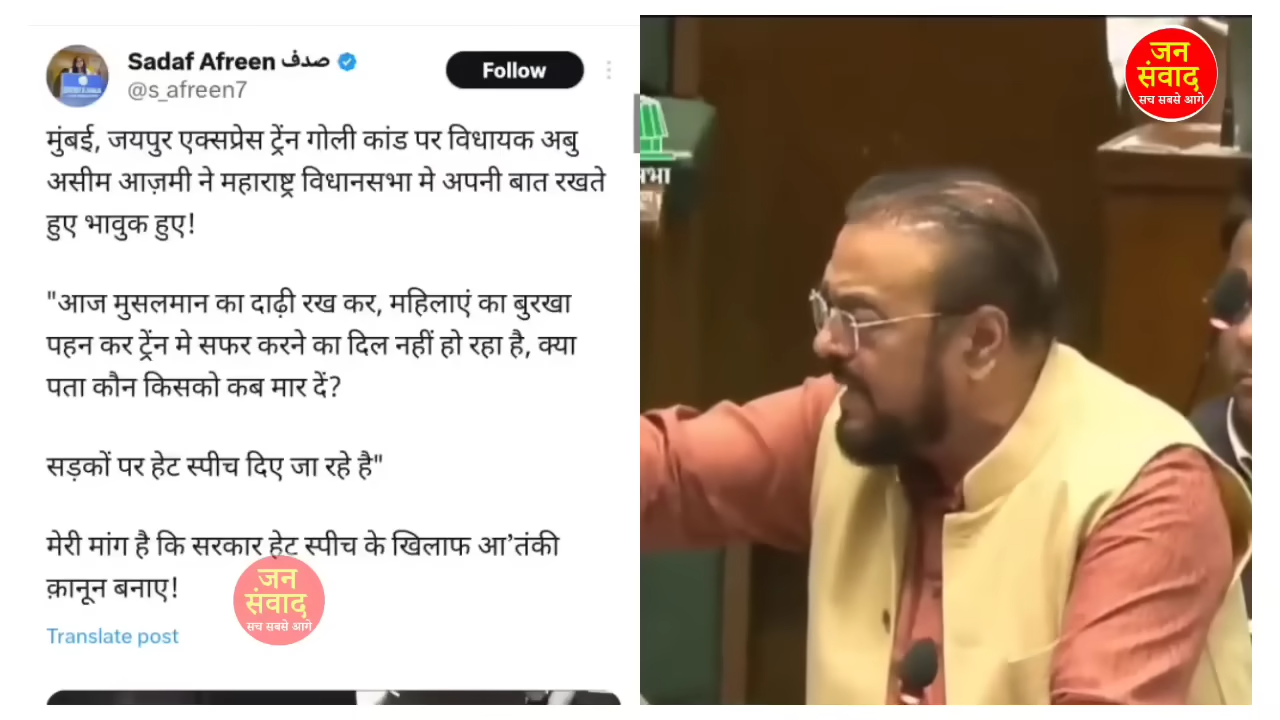 Sadaf Afreen صدف
@s_afreen7
Follow
मुंबई, जयपुर एक्सप्रेस ट्रेंन गोली कांड पर विधायक अबु
असीम आज़मी ने महाराष्ट्र विधानसभा मे अपनी बात रखते
हुए भावुक हुए!
"आज मुसलमान का दाढ़ी रख कर, महिलाएं का बुरखा
पहन कर ट्रेंन मे सफर करने का दिल नहीं हो रहा है, क्या
पता कौन किसको कब मार दें?
सड़कों पर हेट स्पीच दिए जा रहे है"
मेरी मांग है कि सरकार हेट स्पीच के खिलाफ आ’तंकी
क़ानून बनाए!
जन
संवाद
सच सबसे आगे
Translate post
जन
संवाद
सच सबसे आगे